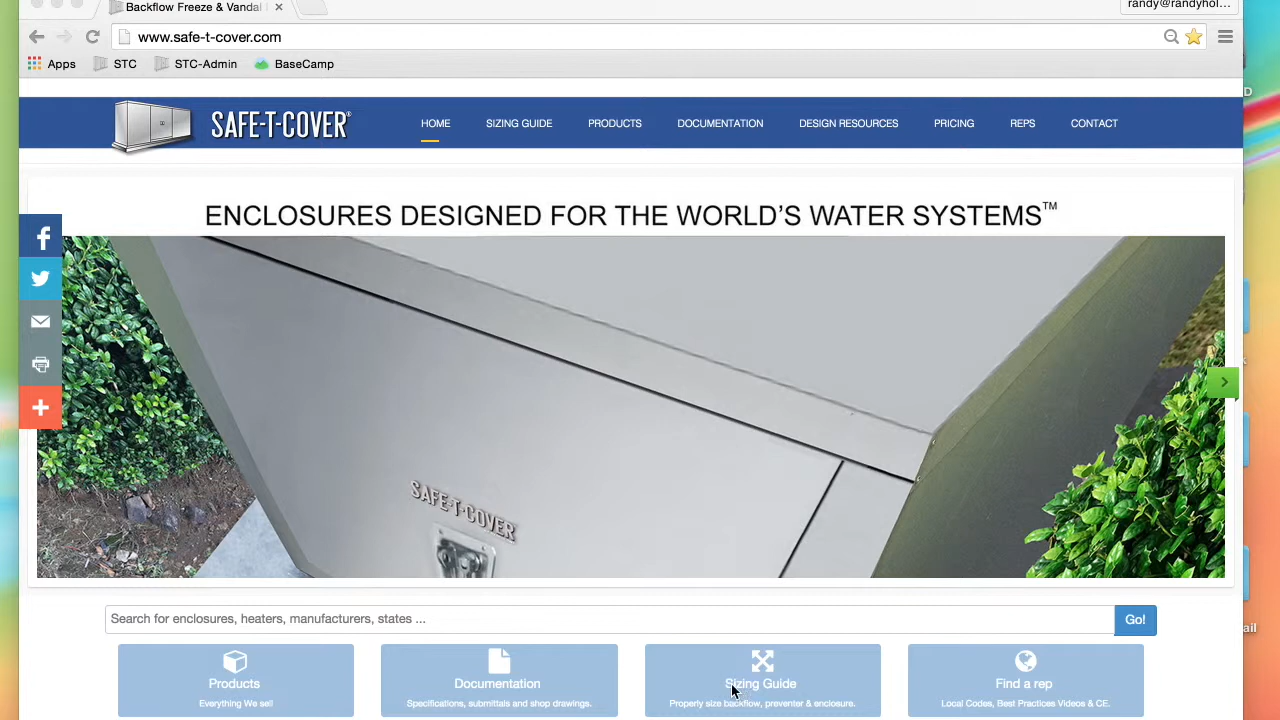 Backflow Freeze & Vandal
randy@randyhol...
www.safe-t-cover.com
Apps STC STC-Admin BaseCamp
SAFE-T-COVER® HOME SIZING GUIDE PRODUCTS DOCUMENTATION DESIGN RESOURCES PRICING REPS CONTACT
ENCLOSURES DESIGNED FOR THE WORLD'S WATER SYSTEMS™
SAFE-T-COVER
Search for enclosures, heaters, manufacturers, states ... Go!
Products Documentation Sizing Guide Find a rep
Everything We sell Specifications, submittals and shop drawings. Properly size backflow, preventer & enclosure. Local Codes, Best Practices Videos & CE.